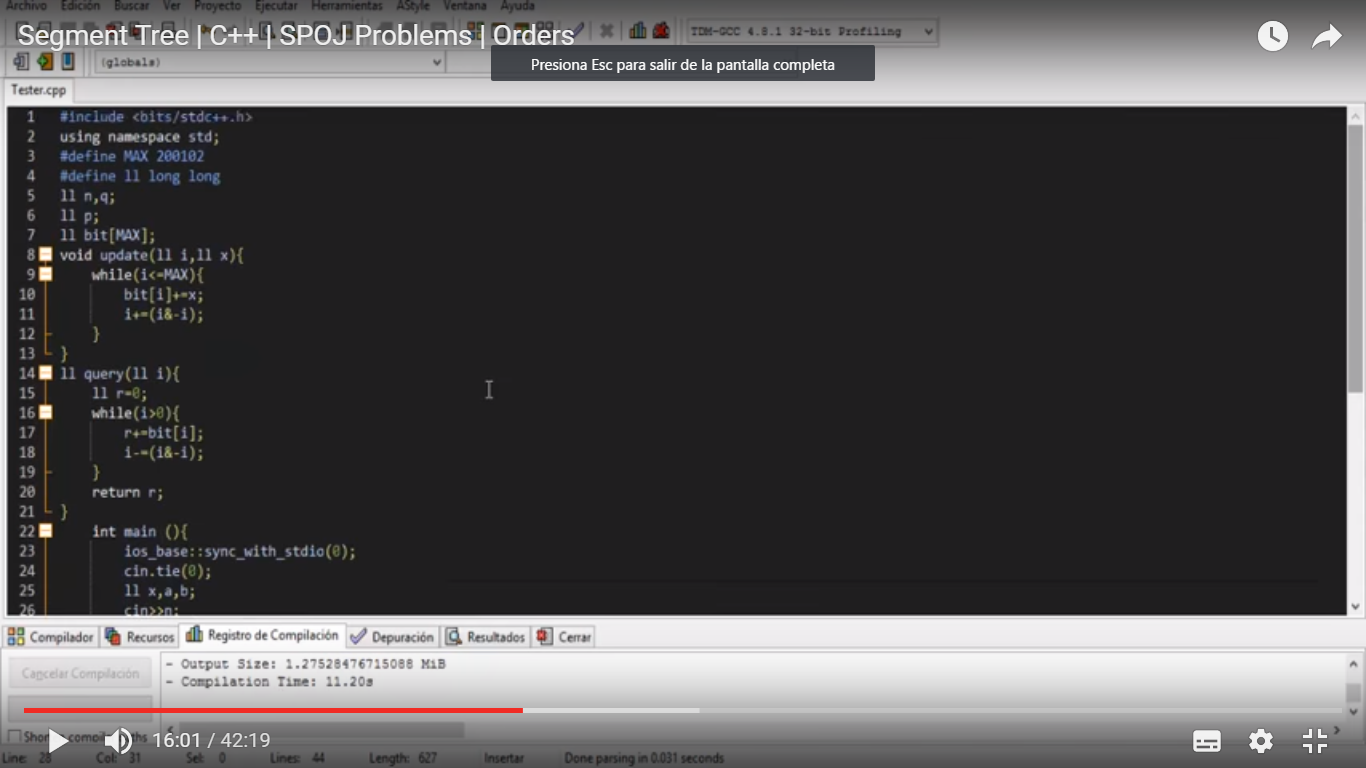 Archivo Edición Buscar Ver Proyecto Ejecutar Herramientas AStyle Ventana Ayuda
Segment Tree | C++ | SPOJ Problems | Orders
TDM-GCC 4.8.1 32-bit Profiling
(globals)
Presiona Esc para salir de la pantalla completa
Tester.cpp
1 #include <bits/stdc++.h>
2 using namespace std;
3 #define MAX 200102
4 #define ll long long
5 ll n,q;
6 ll p;
7 ll bit[MAX];
8 void update(ll i,ll x){
9 while(i<=MAX){
10 bit[i]+=x;
11 i+=(i&-i);
12 }
13 }
14 ll query(ll i){
15 ll r=0;
16 while(i>0){
17 r+=bit[i];
18 i-=(i&-i);
19 }
20 return r;
21 }
22 int main (){
23 ios_base::sync_with_stdio(0);
24 cin.tie(0);
25 ll x,a,b;
26 cin>>n;
Compilador Recursos Registro de Compilación Depuración Resultados Cerrar
Cancelar Compilación
- Output Size: 1.27528476715088 MiB
- Compilation Time: 11.20s
16:01 / 42:19
Line: 28 Col: 31 Sel: 0 Lines: 44 Length: 627 Insertar Done parsing in 0.031 seconds